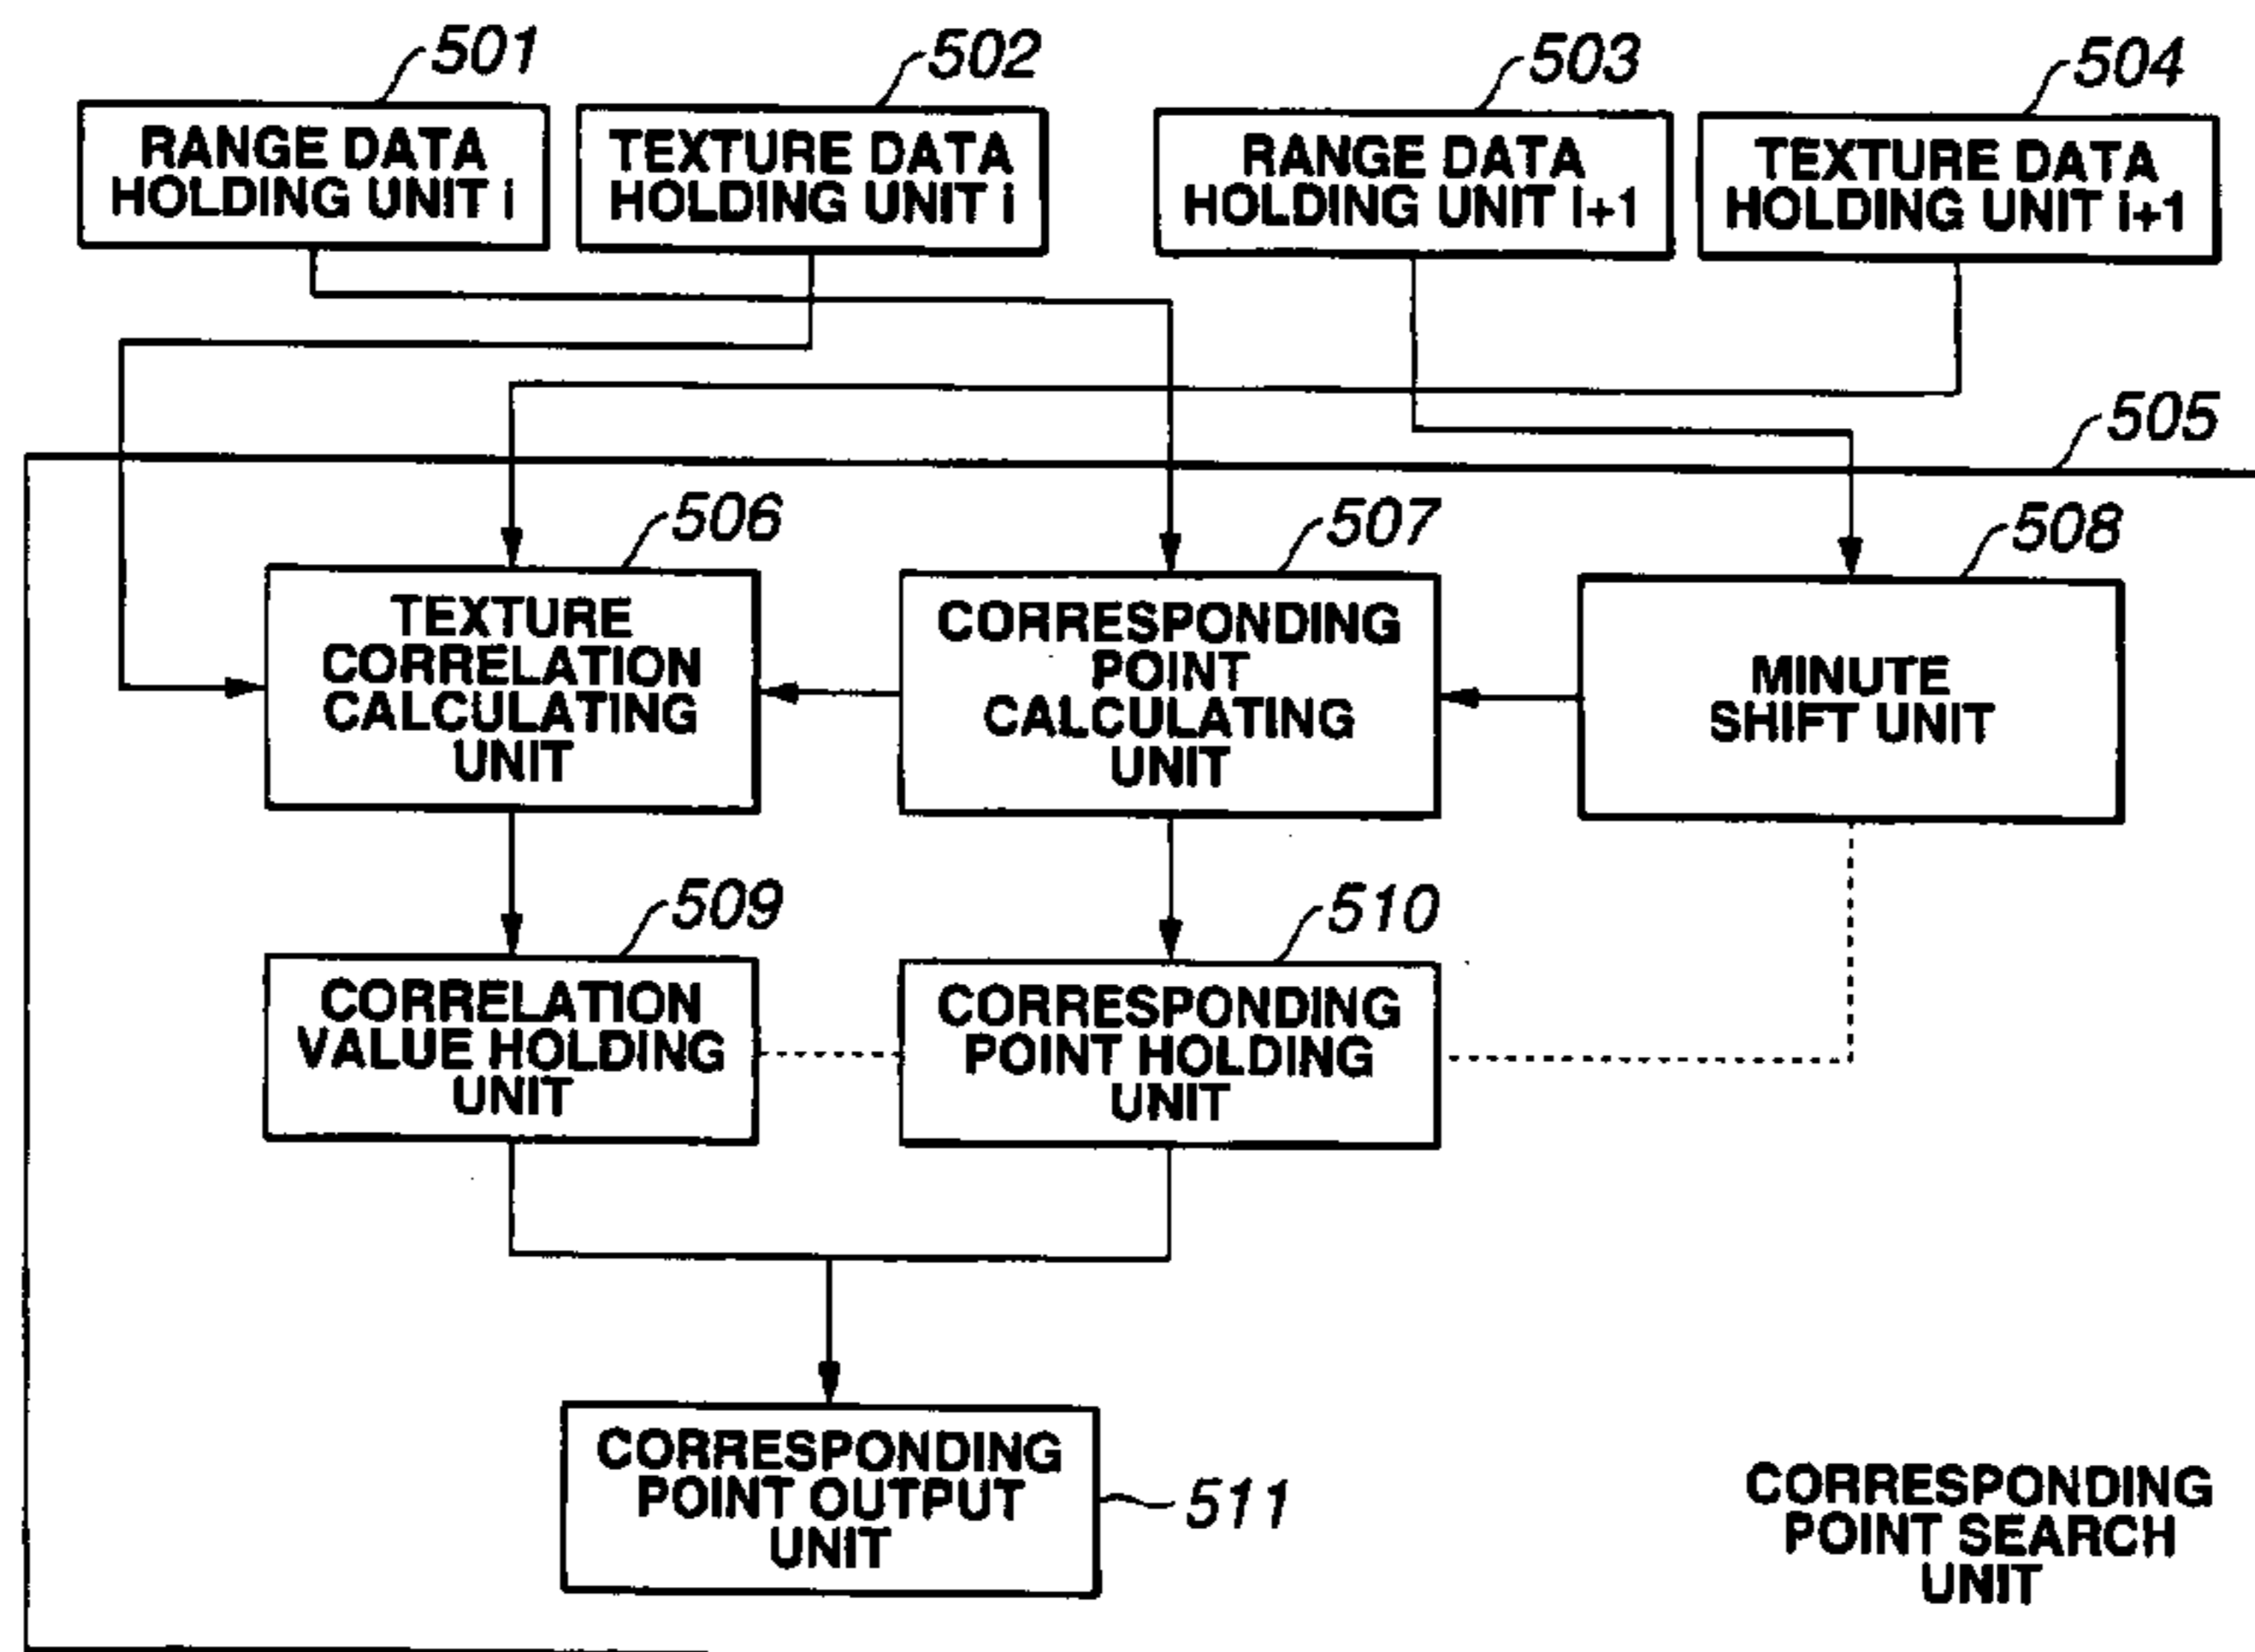 501
502
503
504
RANGE DATA
HOLDING UNIT i
TEXTURE DATA
HOLDING UNIT i
RANGE DATA
HOLDING UNIT i+1
TEXTURE DATA
HOLDING UNIT i+1
505
506
507
508
TEXTURE
CORRELATION
CALCULATING
UNIT
CORRESPONDING
POINT
CALCULATING
UNIT
MINUTE
SHIFT UNIT
509
510
CORRELATION
VALUE HOLDING
UNIT
CORRESPONDING
POINT HOLDING
UNIT
CORRESPONDING
POINT OUTPUT
UNIT
511
CORRESPONDING
POINT SEARCH
UNIT